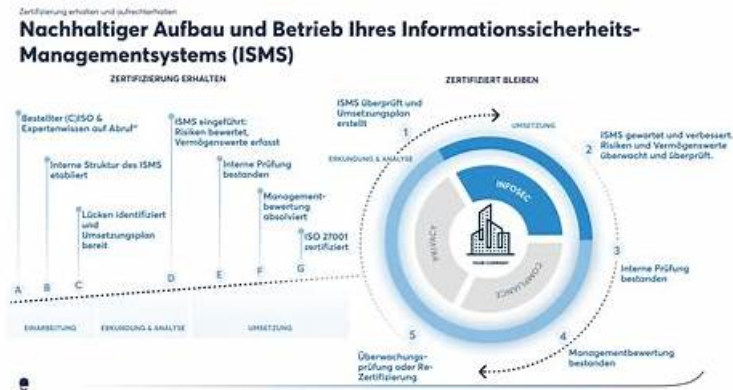 Zertifizierung erhalten und aufrechterhalten
Nachhaltiger Aufbau und Betrieb Ihres Informationssicherheits-
Managementsystems (ISMS)
ZERTIFIZIERUNG ERHALTEN
Bestellter (C)ISO &
Expertenwissen auf Abruf"
Interne Struktur des ISMS
etabliert
Lücken identifiziert
und
Umsetzungsplan
bereit
ISMS eingeführt:
Risiken bewertet,
Vermögenswerte erfasst
Interne Prüfung
bestanden
Management-
bewertung
absolviert
ISO 27001
zertifiziert
A
B
C
D
E
F
G
EINARBEITUNG
ERKUNDUNG & ANALYSE
UMSETZUNG
ZERTIFIZIERT BLEIBEN
ISMS überprüft und
Umsetzungsplan
erstellt
1
UMSETZUNG
ERKUNDUNG & ANALYSE
2
ISMS gewartet und verbessert.
Risiken und Vermögenswerte
überwacht und überprüft.
INFOSEC
PRIVACY
COMPLIANCE
YOUR COMPANY
3
Interne Prüfung
bestanden
4
Managementbewertung
bestanden
5
Überwachungs-
prüfung oder Re-
Zertifizierung